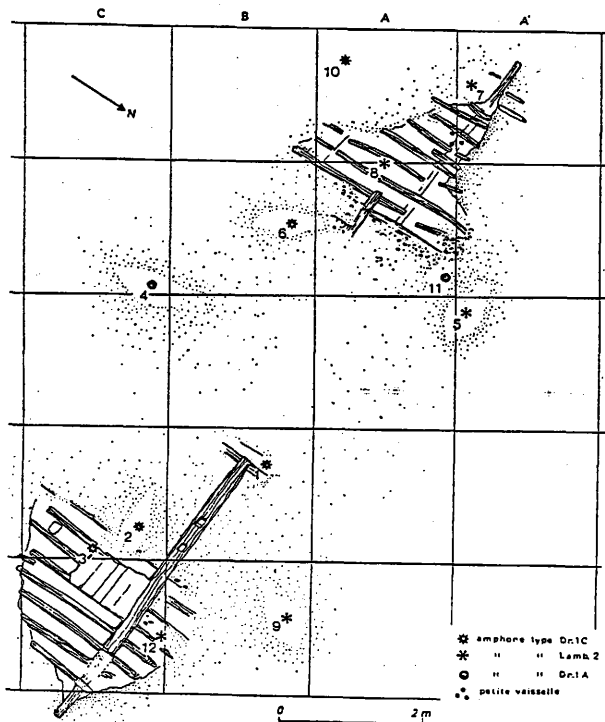 C B A A'
10
7
N
8
6
4
11
5
2
3
9
12
amphore type Dr.1C
" " Lamb.2
" " Dr.1A
petite vaisselle
0 2 m